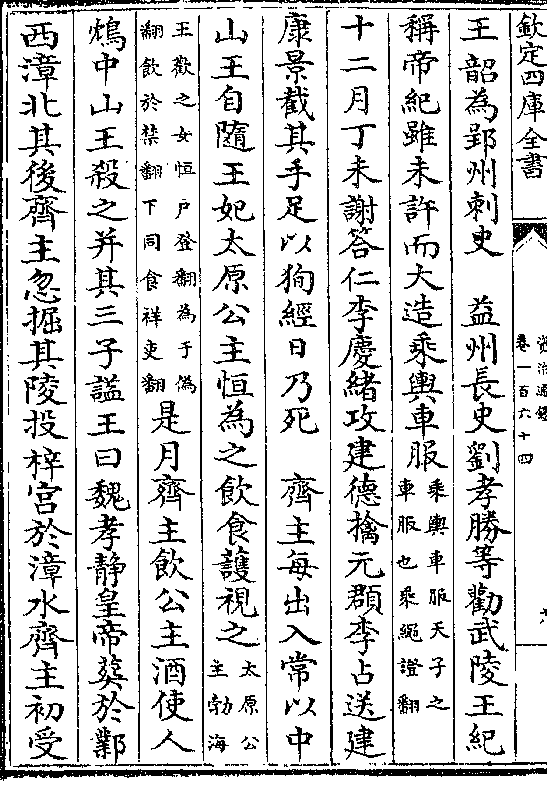 欽定四庫全書
資治通鑑
卷一百六十四
王韶為郢州刺史　益州長史劉孝勝等勸武陵王紀
稱帝紀雖未許而大造乘輿車服乘輿車服天子之車服也乘繩證翻
十二月丁未謝答仁李慶緒攻建德擒元頵李占送建
康景截其手足以狥經日乃死　齊主每出入常以中
山王自隨王妃太原公主恒為之飲食護視之太原公主勃海
王歡之女恒戶登翻為于偽翻飲於禁翻下同食祥吏翻是月齊主飲公主酒使人
鴆中山王殺之并其三子諡王曰魏孝靜皇帝葬於鄴
西漳北其後齊主忽掘其陵投梓宮於漳水齊主初受